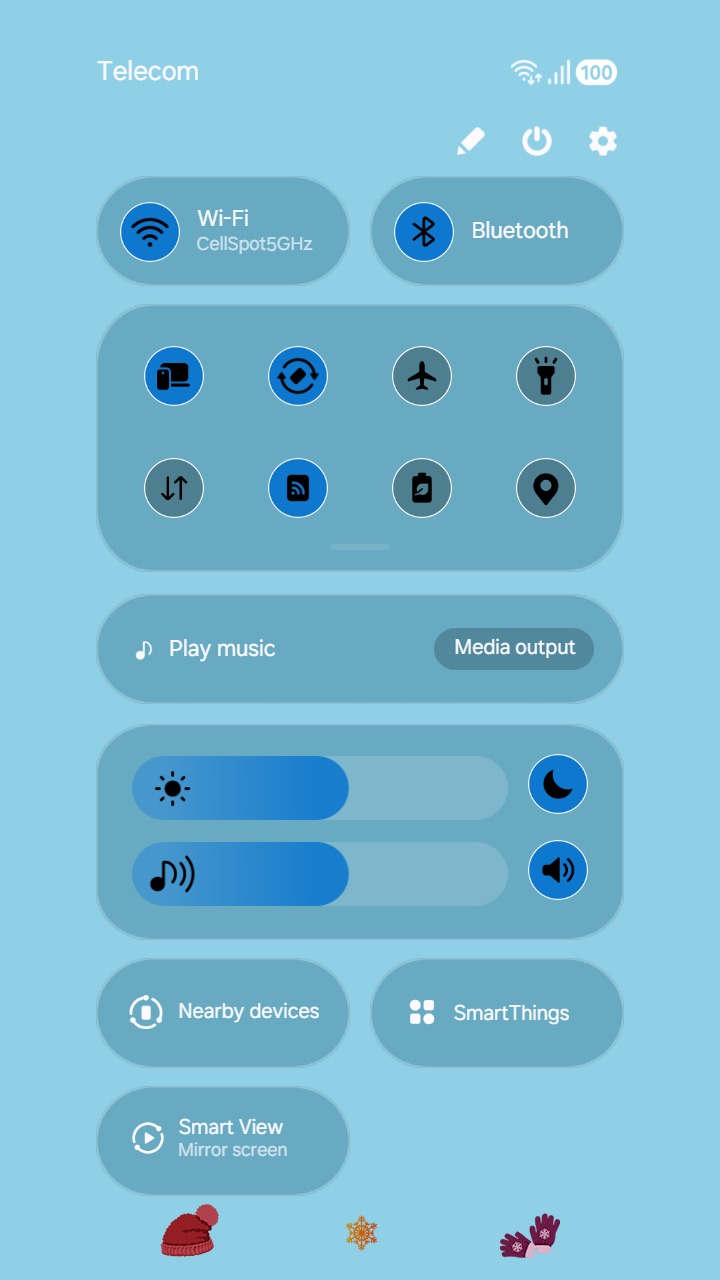 Telecom
100
Wi-Fi
CellSpot5GHz
Bluetooth
Play music
Media output
Nearby devices
SmartThings
Smart View
Mirror screen